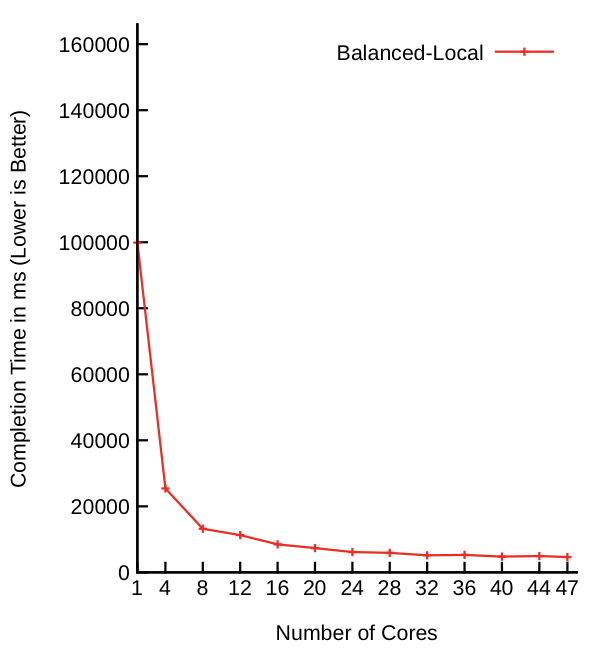 Balanced-Local
160000
140000
120000
100000
80000
60000
40000
20000
0
Completion Time in ms (Lower is Better)
1 4 8 12 16 20 24 28 32 36 40 44 47
Number of Cores